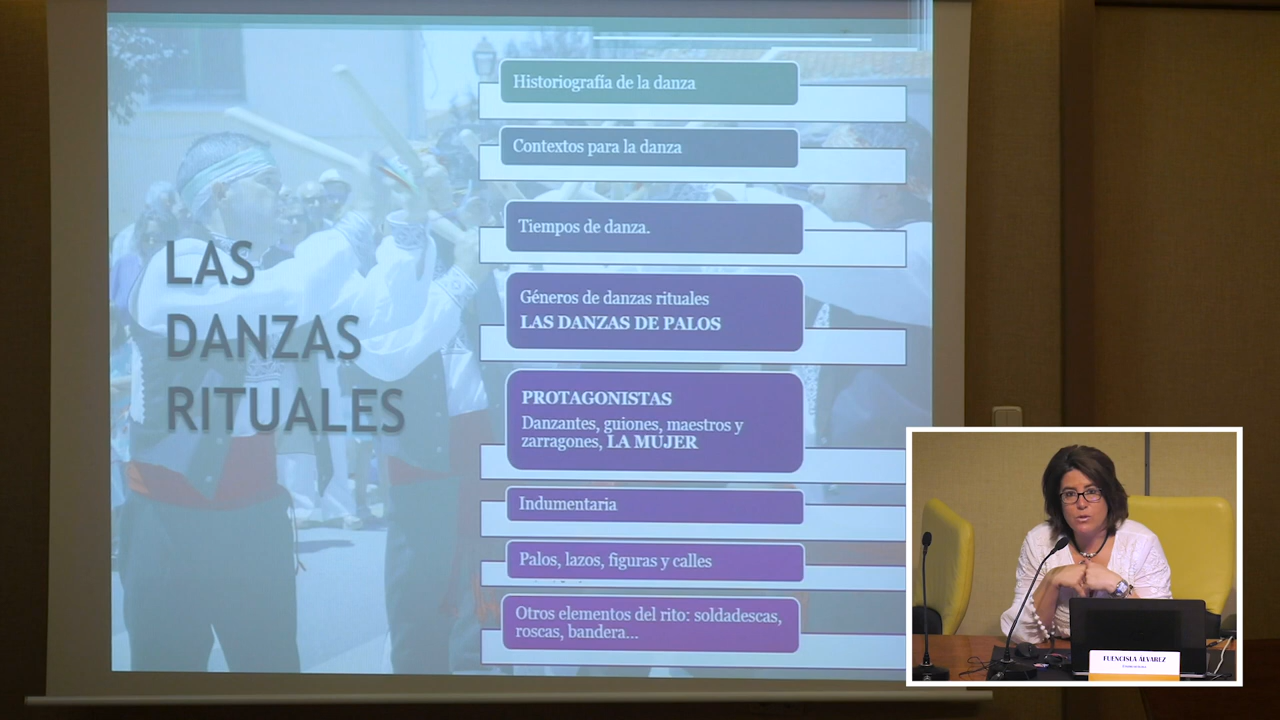 LAS
DANZAS
RITUALES
Historiografía de la danza
Contextos para la danza
Tiempos de danza.
Géneros de danzas rituales
LAS DANZAS DE PALOS
PROTAGONISTAS
Danzantes, guiones, maestros y
zarragones, LA MUJER
Indumentaria
Palos, lazos, figuras y calles
Otros elementos del rito: soldadescas,
roscas, bandera...
FUENCISLA ÁLVAREZ